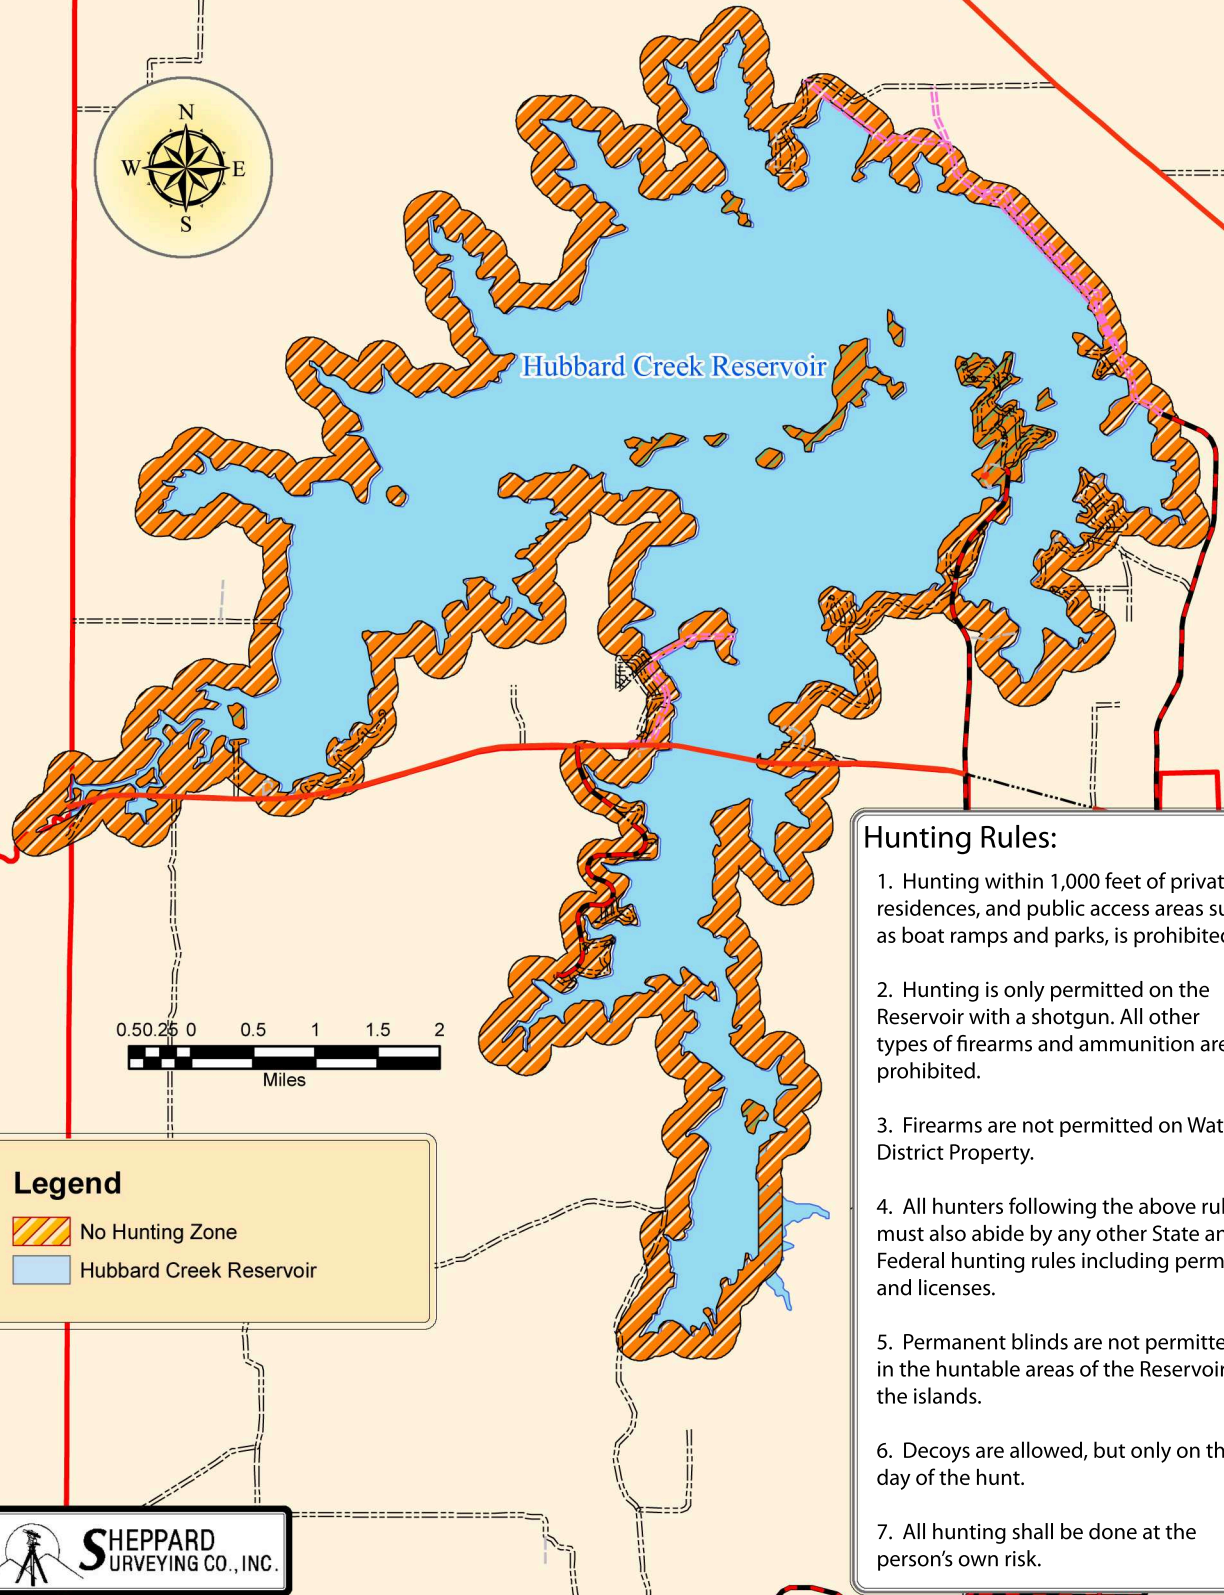 N
W E
S
Hubbard Creek Reservoir
0.5 0.25 0 0.5 1 1.5 2
Miles
Legend
No Hunting Zone
Hubbard Creek Reservoir
SHEPPARD
SURVEYING CO., INC.
Hunting Rules:
1. Hunting within 1,000 feet of privat
residences, and public access areas su
as boat ramps and parks, is prohibited
2. Hunting is only permitted on the
Reservoir with a shotgun. All other
types of firearms and ammunition are
prohibited.
3. Firearms are not permitted on Wat
District Property.
4. All hunters following the above rul
must also abide by any other State an
Federal hunting rules including perm
and licenses.
5. Permanent blinds are not permitte
in the huntable areas of the Reservoir
the islands.
6. Decoys are allowed, but only on th
day of the hunt.
7. All hunting shall be done at the
person's own risk.